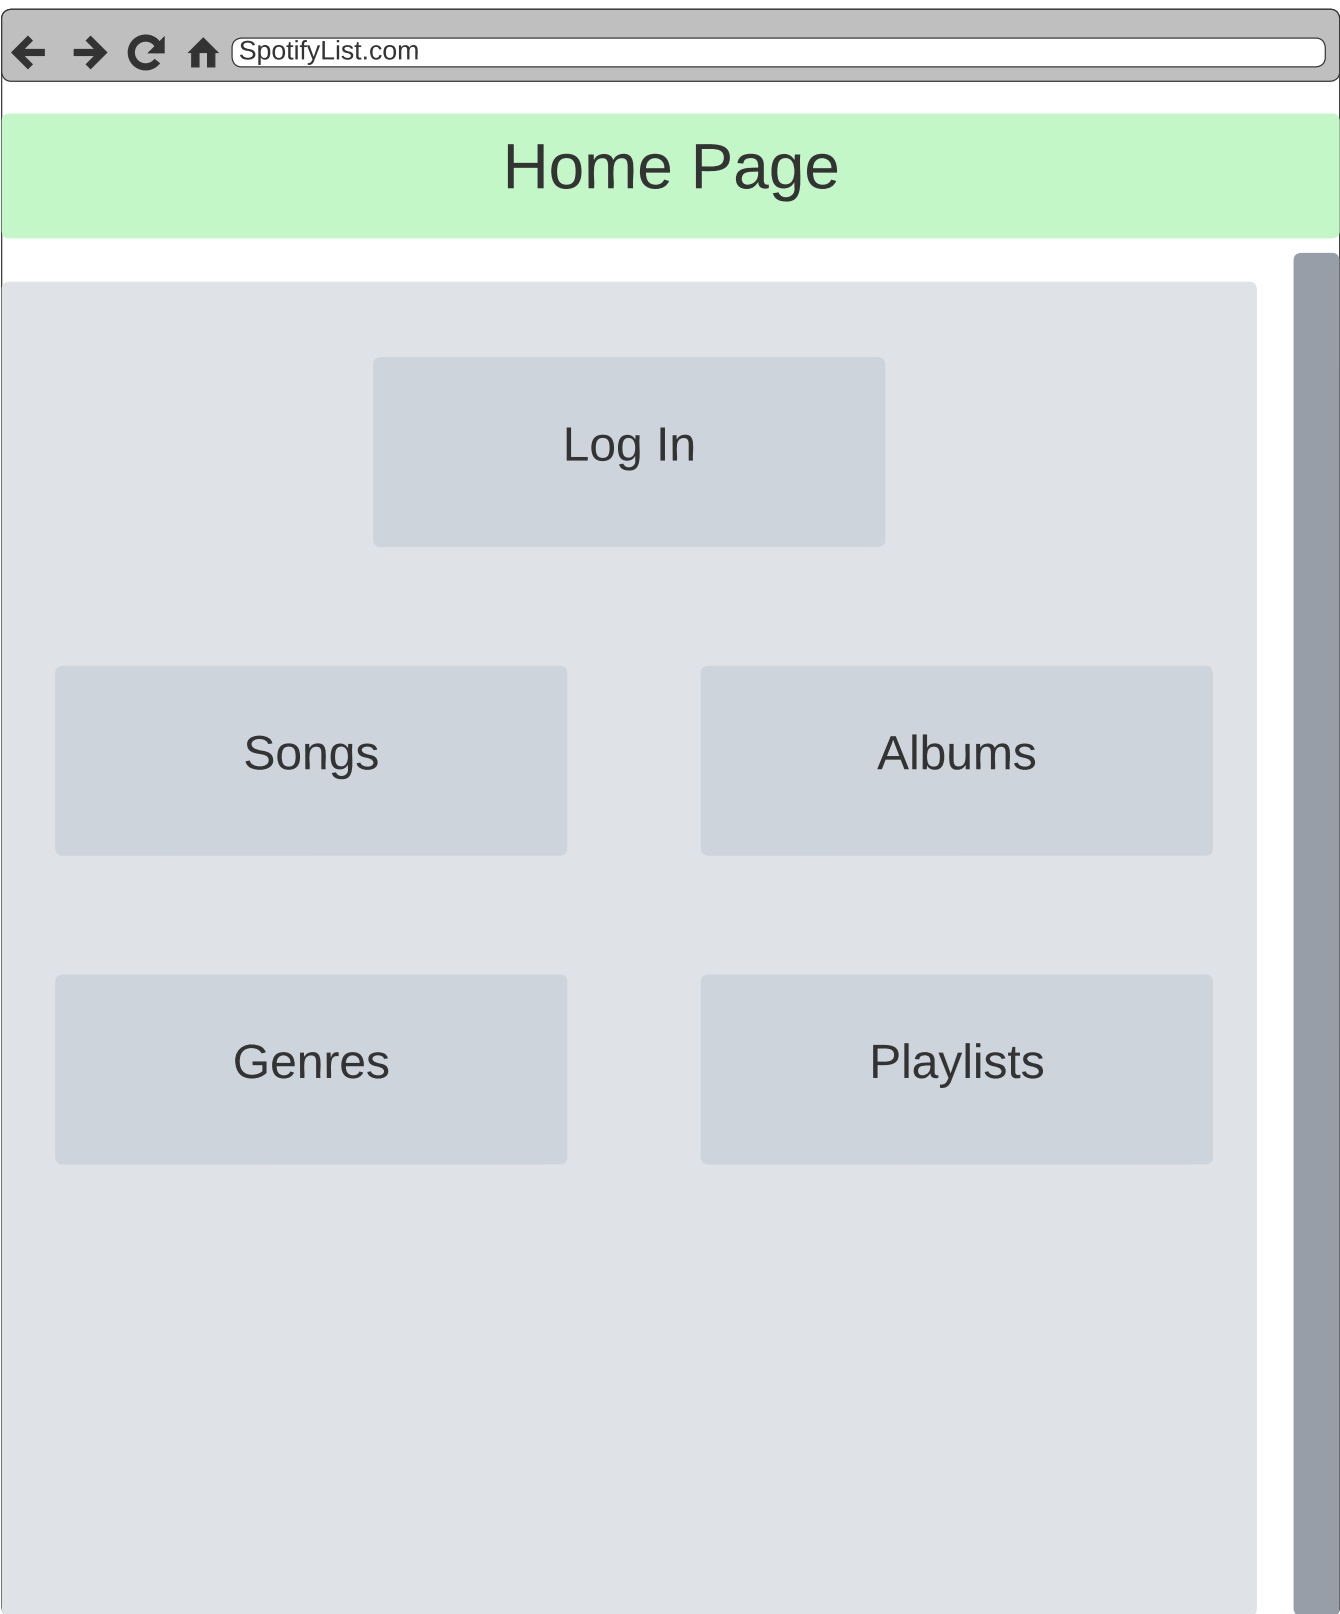 SpotifyList.com
Home Page
Log In
Songs
Albums
Genres
Playlists